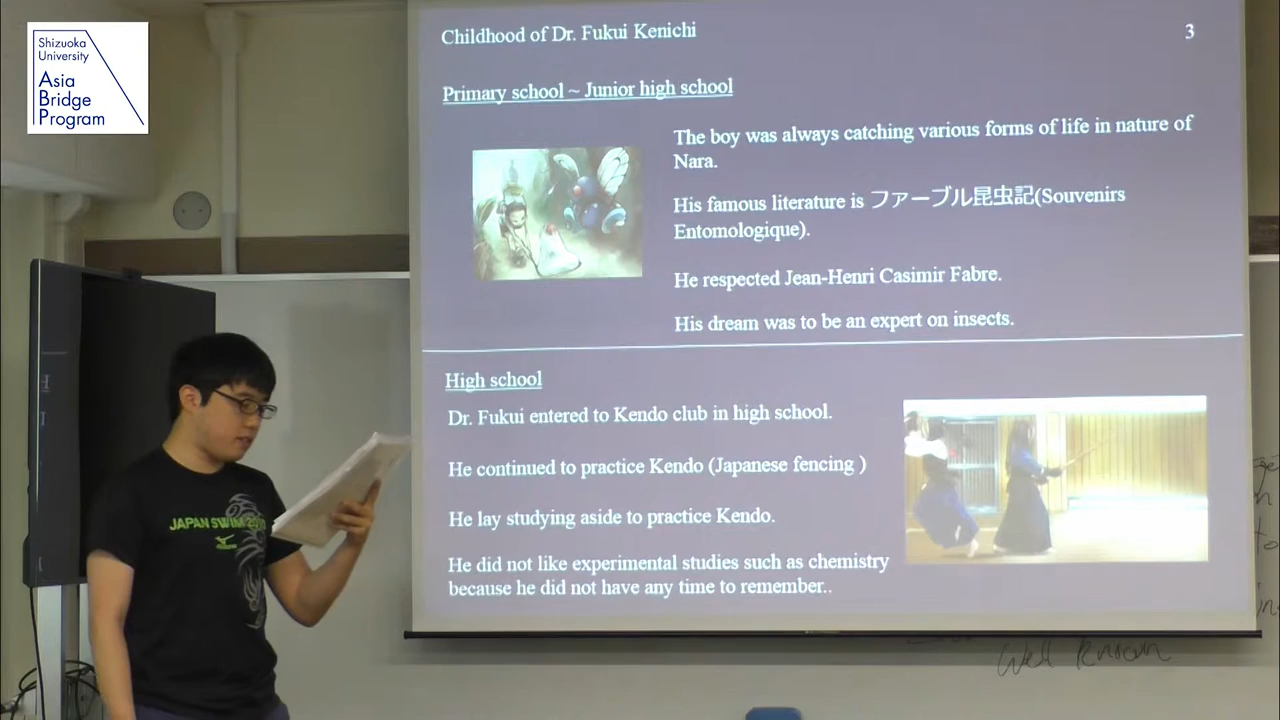 Shizuoka
University
Asia
Bridge
Program
Childhood of Dr. Fukui Kenichi
3
Primary school ~ Junior high school
The boy was always catching various forms of life in nature of
Nara.
His famous literature is ファーブル昆虫記(Souvenirs
Entomologique).
He respected Jean-Henri Casimir Fabre.
His dream was to be an expert on insects.
High school
Dr. Fukui entered to Kendo club in high school.
He continued to practice Kendo (Japanese fencing )
He lay studying aside to practice Kendo.
He did not like experimental studies such as chemistry
because he did not have any time to remember..
JAPAN SWIM
Well known